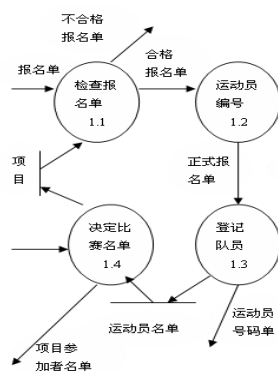 不合格
报名单
合格
报名单
报名单
检查报
名单
1.1
运动员
编号
1.2
项
目
正式报
名单
决定比
赛名单
1.4
登记
队员
1.3
运动员名单
运动员
号码单
项目参
加者名单